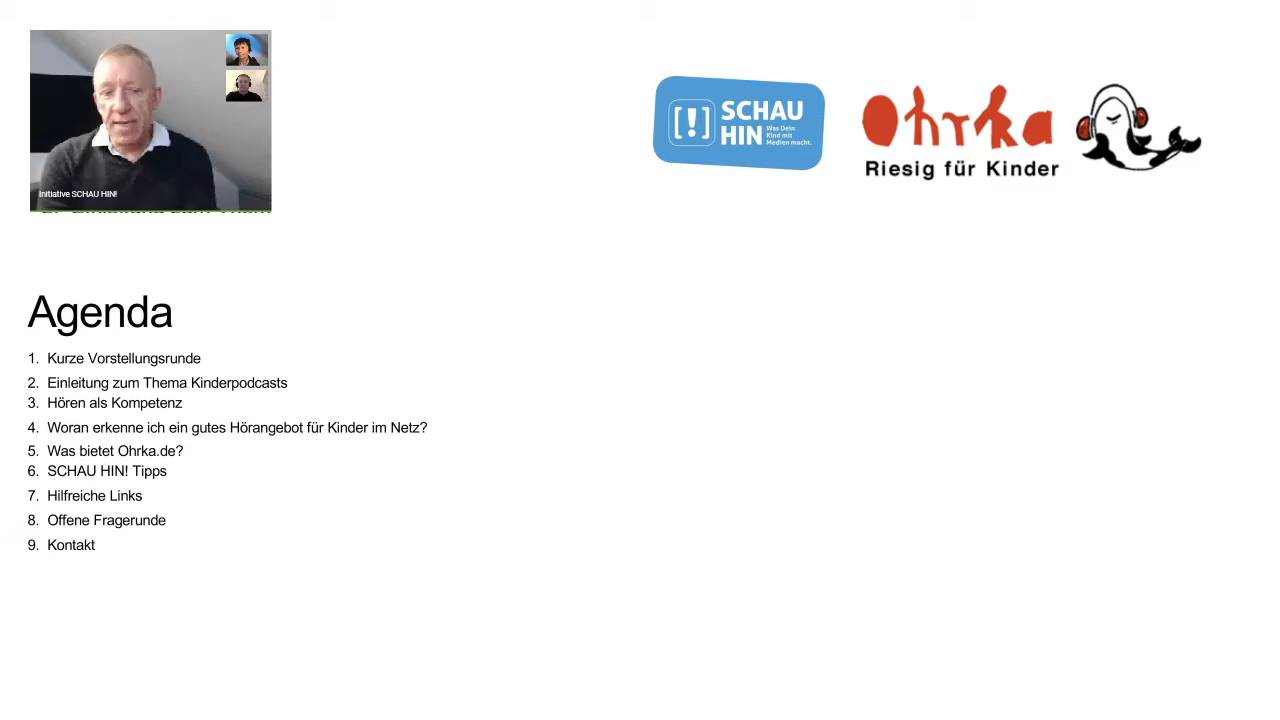 Initiative SCHAU HIN!
SCHAU
HIN Was Dein
Kind mit
Medien macht.
Ohrka
Riesig für Kinder
Agenda
1. Kurze Vorstellungsrunde
2. Einleitung zum Thema Kinderpodcasts
3. Hören als Kompetenz
4. Woran erkenne ich ein gutes Hörangebot für Kinder im Netz?
5. Was bietet Ohrka.de?
6. SCHAU HIN! Tipps
7. Hilfreiche Links
8. Offene Fragerunde
9. Kontakt